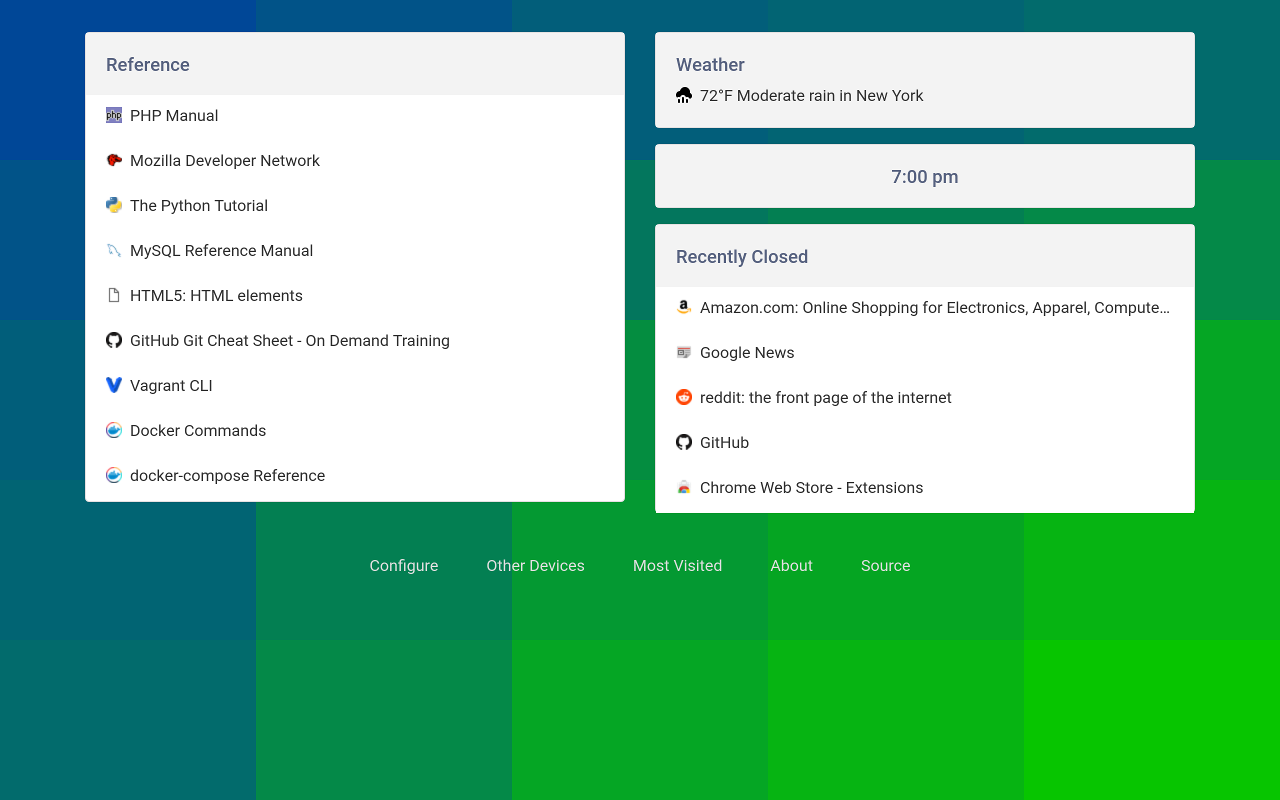 Reference
PHP Manual
Mozilla Developer Network
The Python Tutorial
MySQL Reference Manual
HTML5: HTML elements
GitHub Git Cheat Sheet - On Demand Training
Vagrant CLI
Docker Commands
docker-compose Reference
Weather
72°F Moderate rain in New York
7:00 pm
Recently Closed
Amazon.com: Online Shopping for Electronics, Apparel, Compute...
Google News
reddit: the front page of the internet
GitHub
Chrome Web Store - Extensions
Configure Other Devices Most Visited About Source